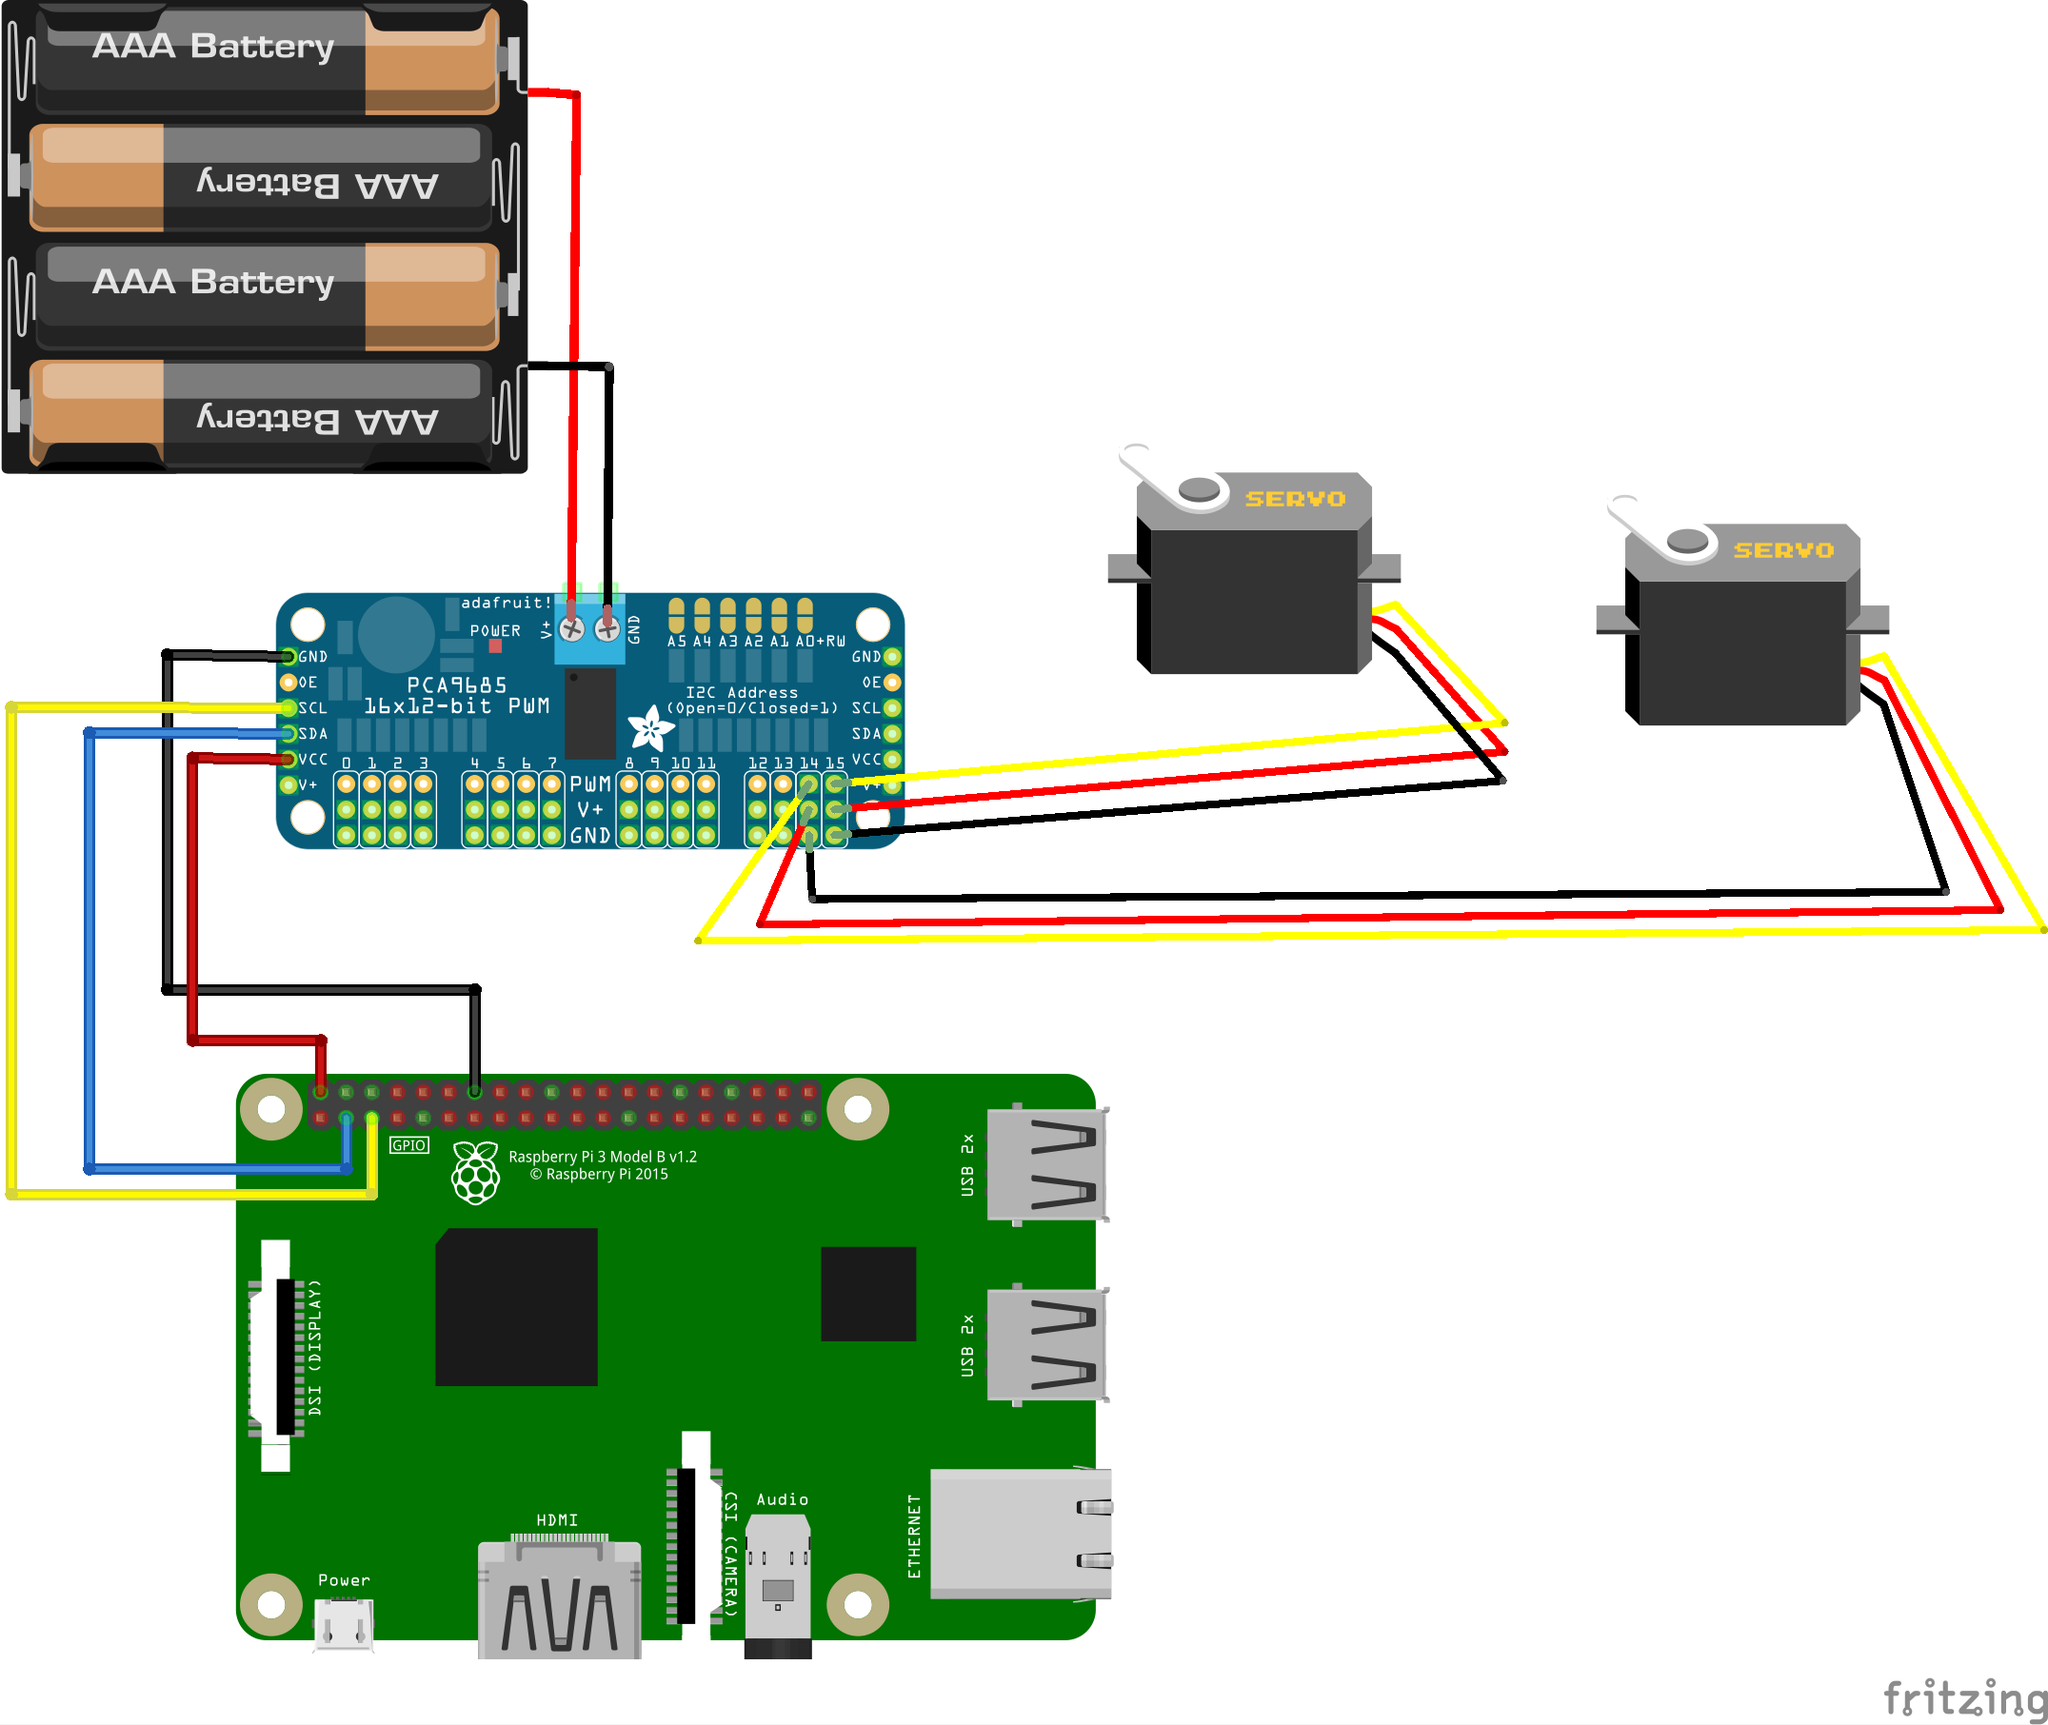 AAA Battery
AAA Battery
AAA Battery
AAA Battery
SERVO
SERVO
adafruit!
POWER
V+
GND
A5 A4 A3 A2 A1 A0+RW
GND
OE
SCL
SDA
VCC
V+
PCA9685
16x12-bit PWM
I2C Address
(Open=0/Closed=1)
GND
OE
SCL
SDA
VCC
V+
0 1 2 3 4 5 6 7 8 9 10 11 12 13 14 15
PWM
V+
GND
GPIO
Raspberry Pi 3 Model B v1.2
© Raspberry Pi 2015
USB 2x
USB 2x
DSI (DISPLAY)
CSI (CAMERA)
Audio
ETHERNET
HDMI
Power
fritzing